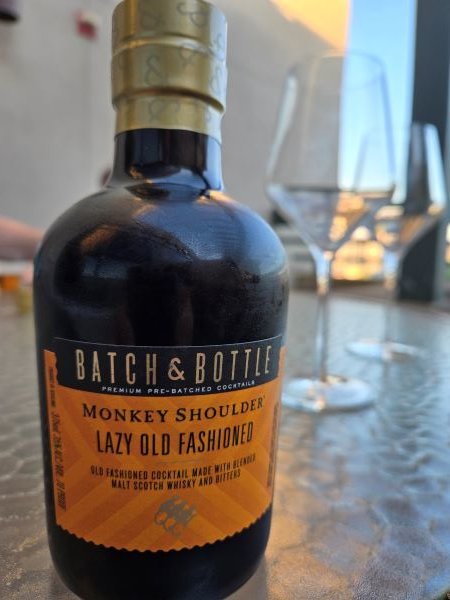 BATCH & BOTTLE
PREMIUM PRE-BATCHED COCKTAILS
MONKEY SHOULDER
LAZY OLD FASHIONED
OLD FASHIONED COCKTAIL MADE WITH BLENDED
MALT SCOTCH WHISKY AND BITTERS